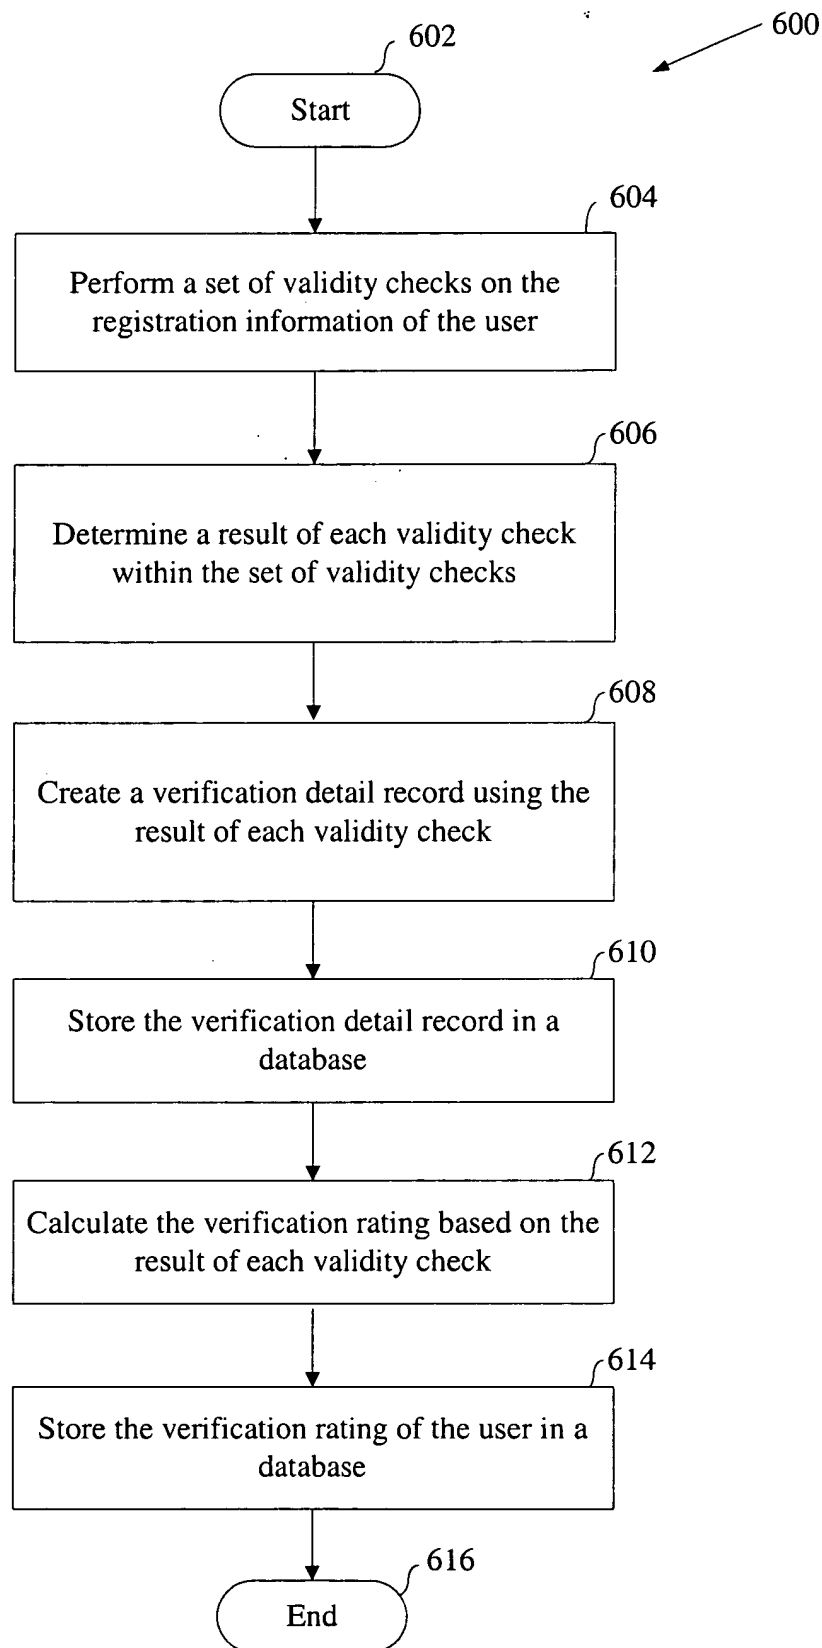 600
602
Start
604
Perform a set of validity checks on the
registration information of the user
606
Determine a result of each validity check
within the set of validity checks
608
Create a verification detail record using the
result of each validity check
610
Store the verification detail record in a
database
612
Calculate the verification rating based on the
result of each validity check
614
Store the verification rating of the user in a
database
616
End